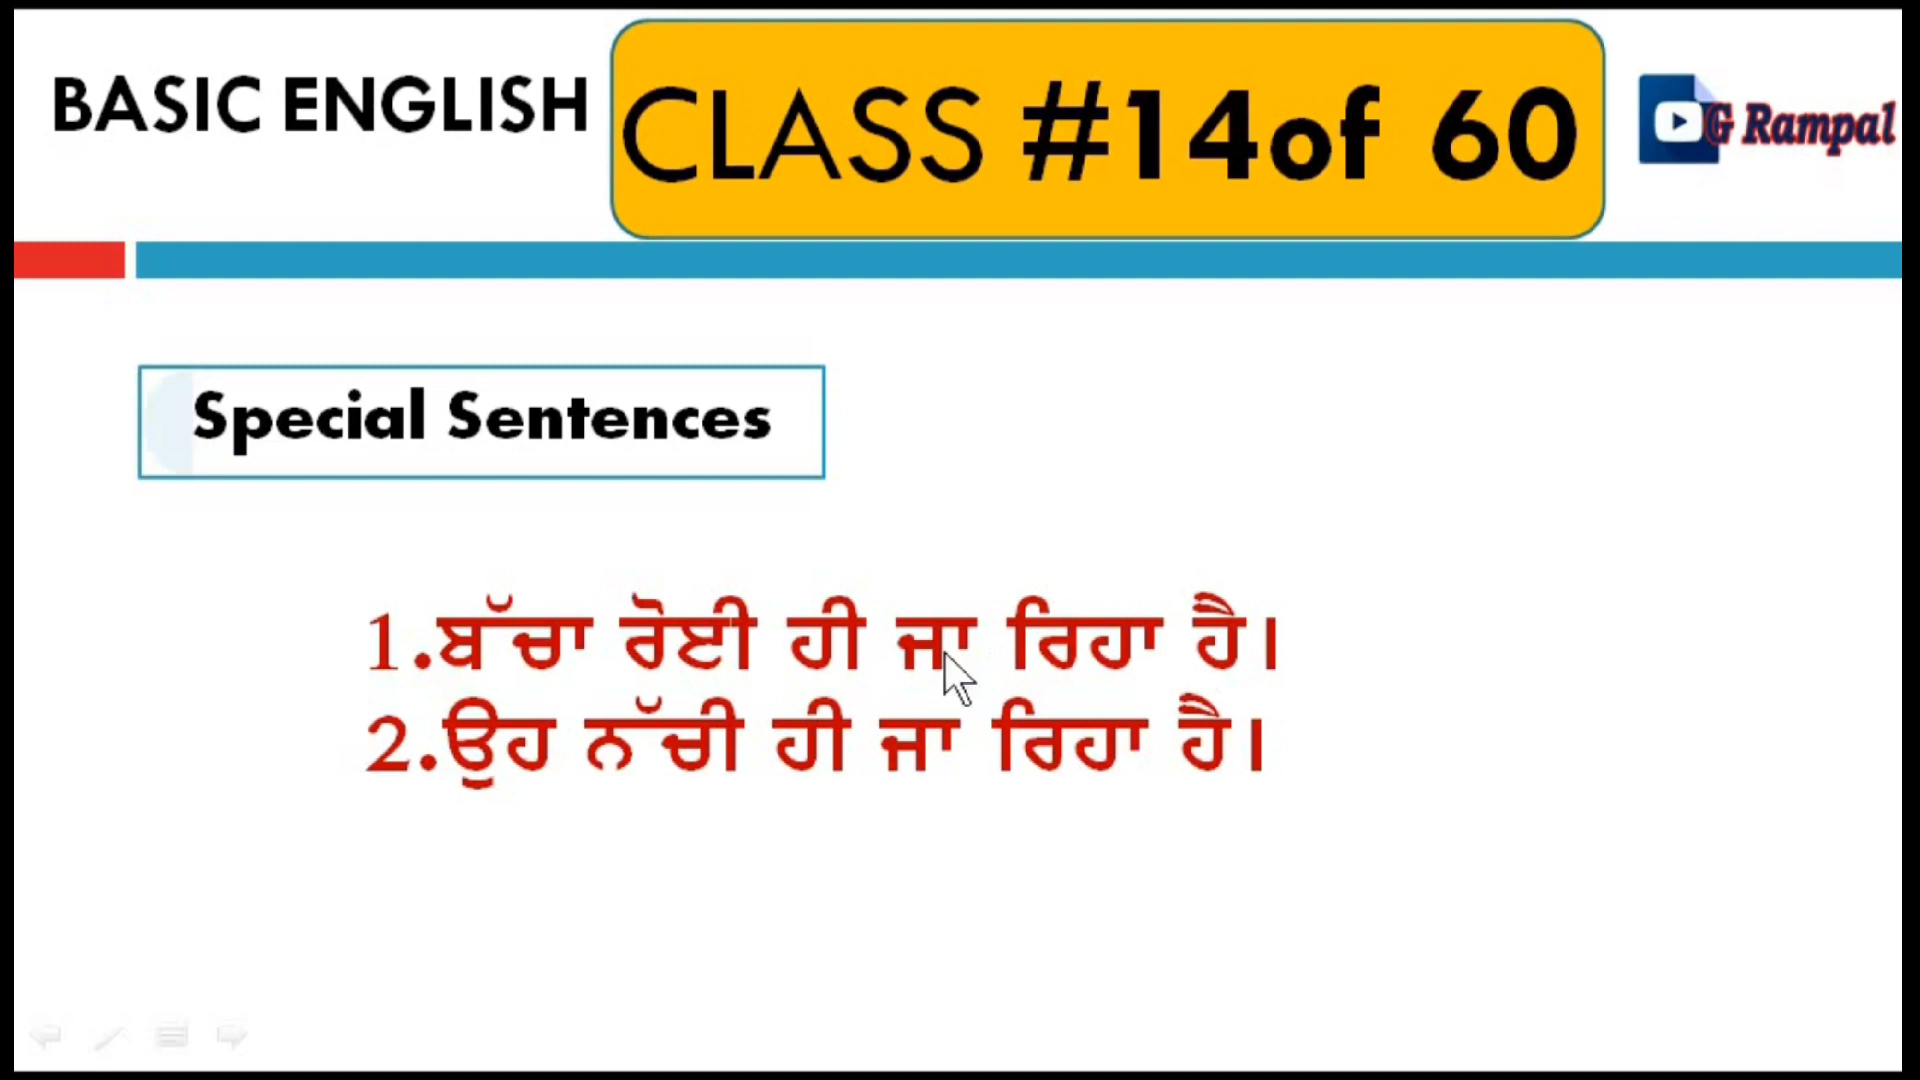 BASIC ENGLISH
CLASS #14of 60
G Rampal
Special Sentences
1.ਬੱਚਾ ਰੋਈ ਹੀ ਜਾ ਰਿਹਾ ਹੈ।
2.ਉਹ ਨੱਚੀ ਹੀ ਜਾ ਰਿਹਾ ਹੈ।